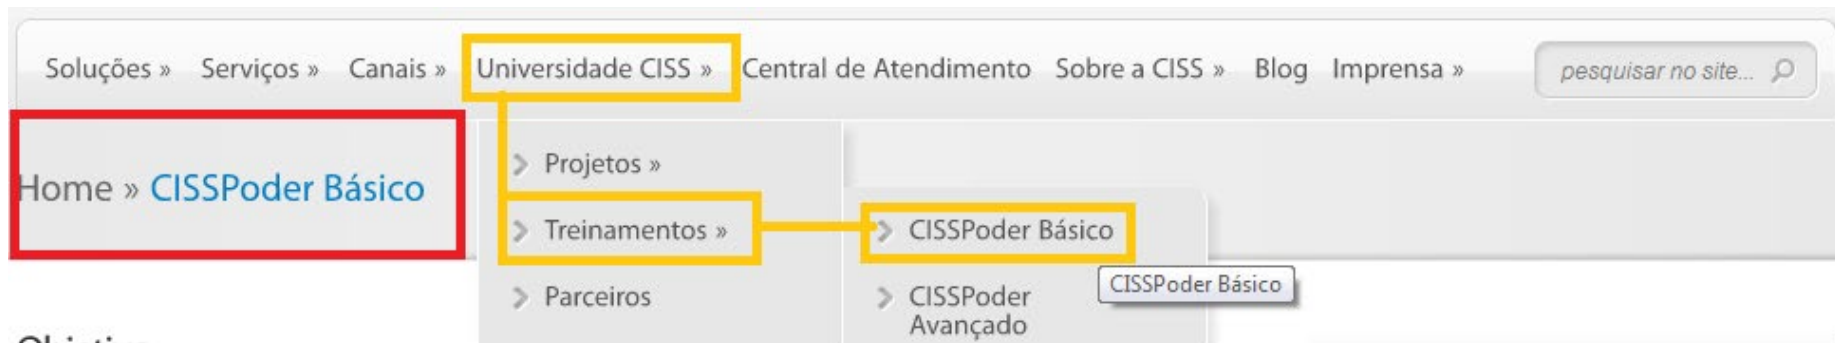 Soluções » Serviços » Canais » Universidade CISS » Central de Atendimento Sobre a CISS » Blog Imprensa » pesquisar no site...
Home » CISSPoder Básico
Projetos »
Treinamentos »
Parceiros
CISSPoder Básico
CISSPoder Básico
CISSPoder
Avançado